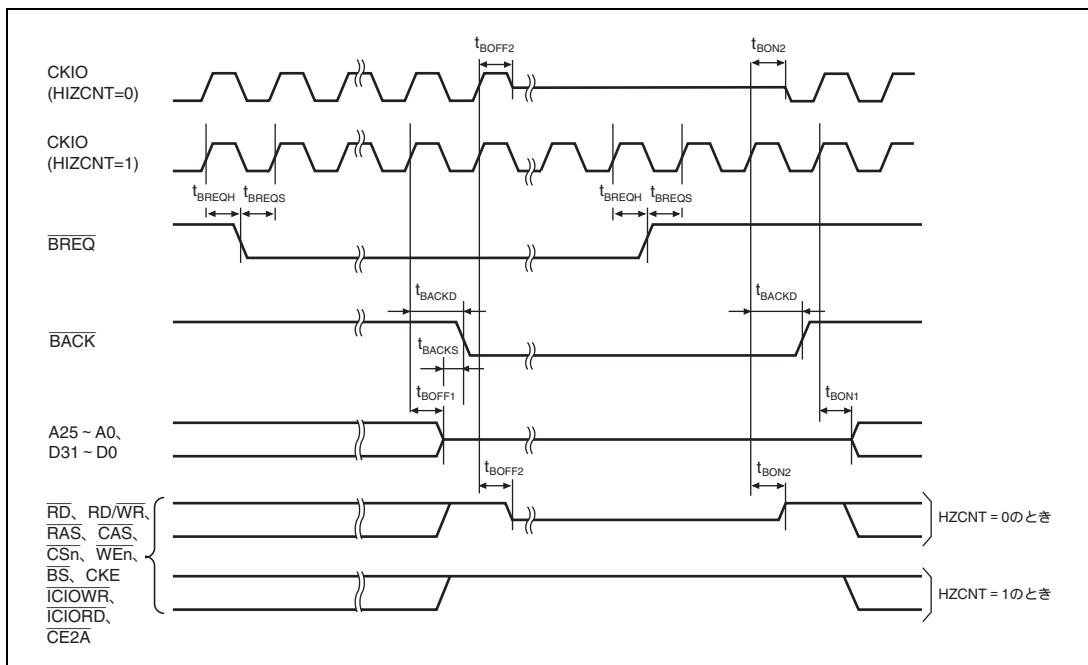 tBOFF2 tBON2
CKIO
(HIZCNT=0)
CKIO
(HIZCNT=1)
tBREQH tBREQS tBREQH tBREQS
BREQ
tBACKD tBACKD
BACK
tBACKS
tBOFF1 tBON1
A25 ~ A0、
D31 ~ D0
tBOFF2 tBON2
RD、RD/WR、
RAS、CAS、
CSn、WEn、
BS、CKE
ICIOWR、
ICIORD、
CE2A
HZCNT = 0のとき
HZCNT = 1のとき